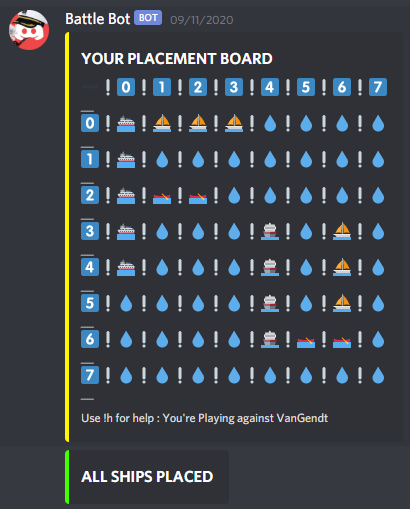 Battle Bot BOT 09/11/2020
YOUR PLACEMENT BOARD
0 1 2 3 4 5 6 7
0
1
2
3
4
5
6
7
Use !h for help : You're Playing against VanGendt
ALL SHIPS PLACED